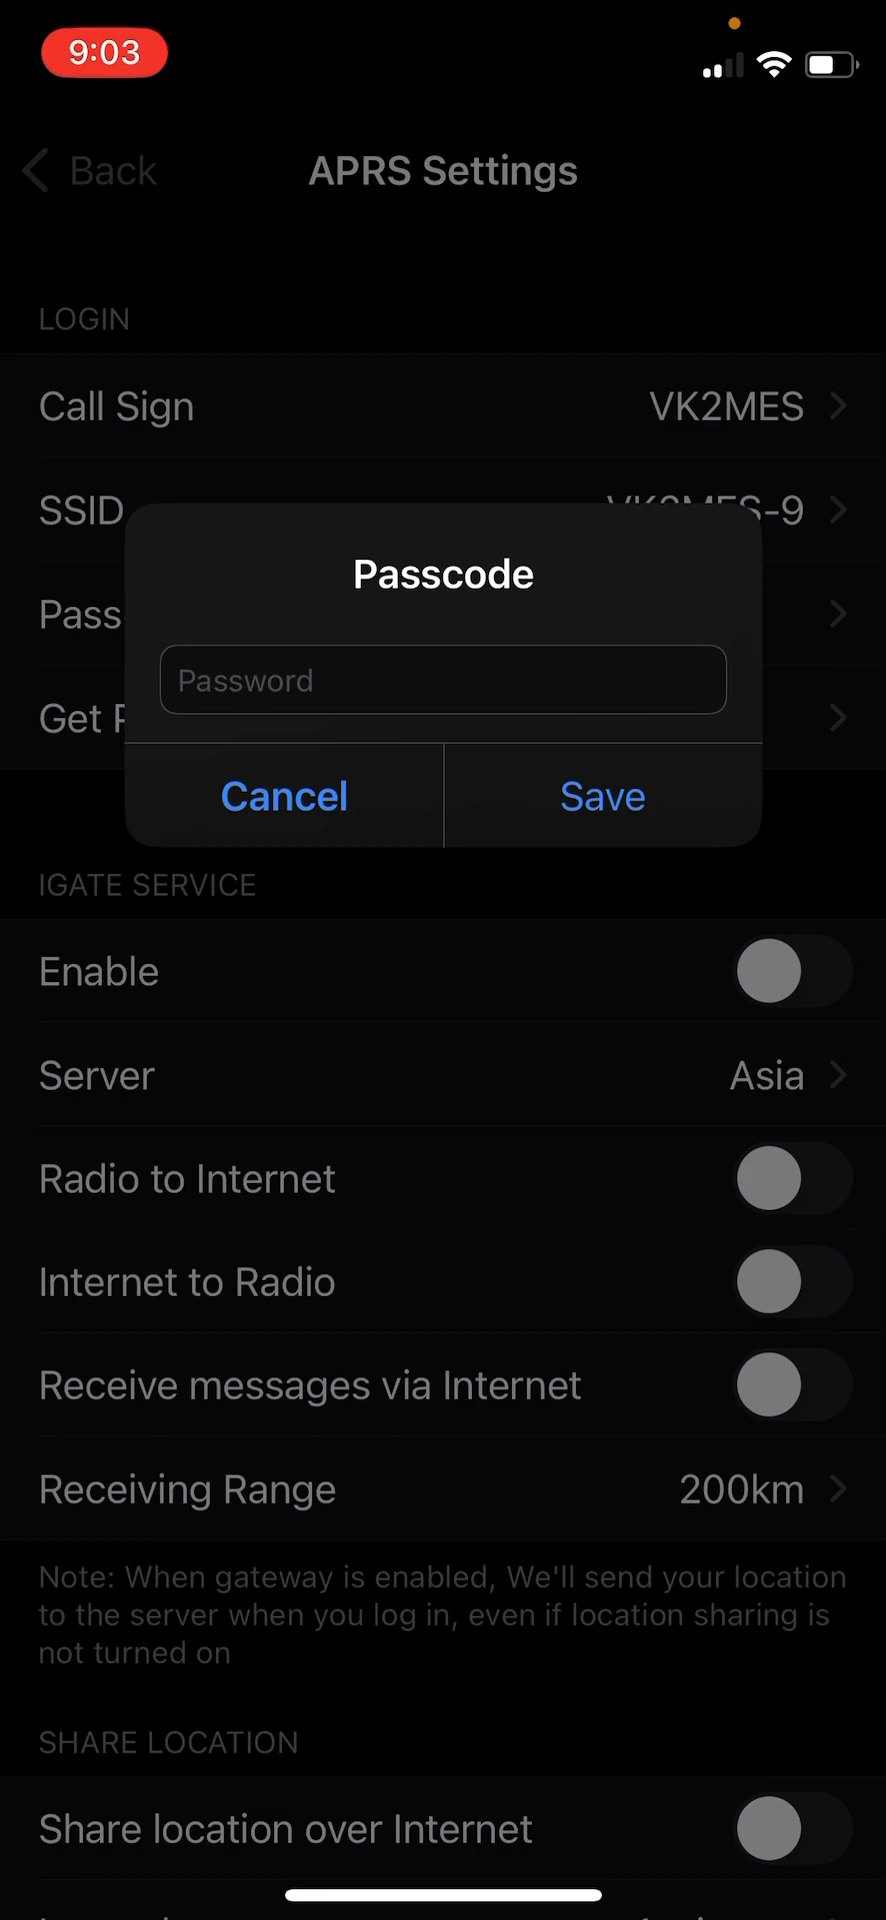 9:03
Back
APRS Settings
LOGIN
Call Sign VK2MES
SSID VK2MES-9
Pass
Get
Passcode
Password
Cancel Save
IGATE SERVICE
Enable
Server Asia
Radio to Internet
Internet to Radio
Receive messages via Internet
Receiving Range 200km
Note: When gateway is enabled, We'll send your location
to the server when you log in, even if location sharing is
not turned on
SHARE LOCATION
Share location over Internet